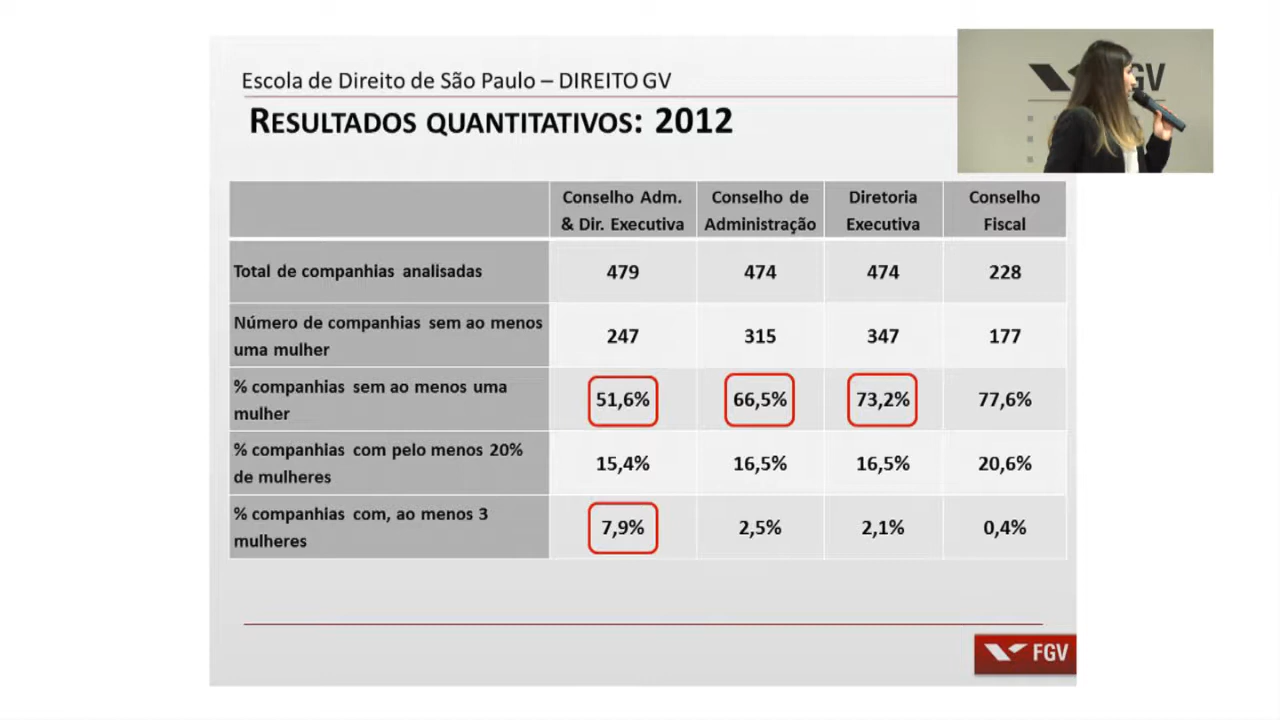 Escola de Direito de São Paulo – DIREITO GV
RESULTADOS QUANTITATIVOS: 2012
GV
Conselho Adm. & Dir. Executiva
Conselho de Administração
Diretoria Executiva
Conselho Fiscal
Total de companhias analisadas
479
474
474
228
Número de companhias sem ao menos
uma mulher
247
315
347
177
% companhias sem ao menos uma
mulher
51,6%
66,5%
73,2%
77,6%
% companhias com pelo menos 20%
de mulheres
15,4%
16,5%
16,5%
20,6%
% companhias com, ao menos 3
mulheres
7,9%
2,5%
2,1%
0,4%
FGV